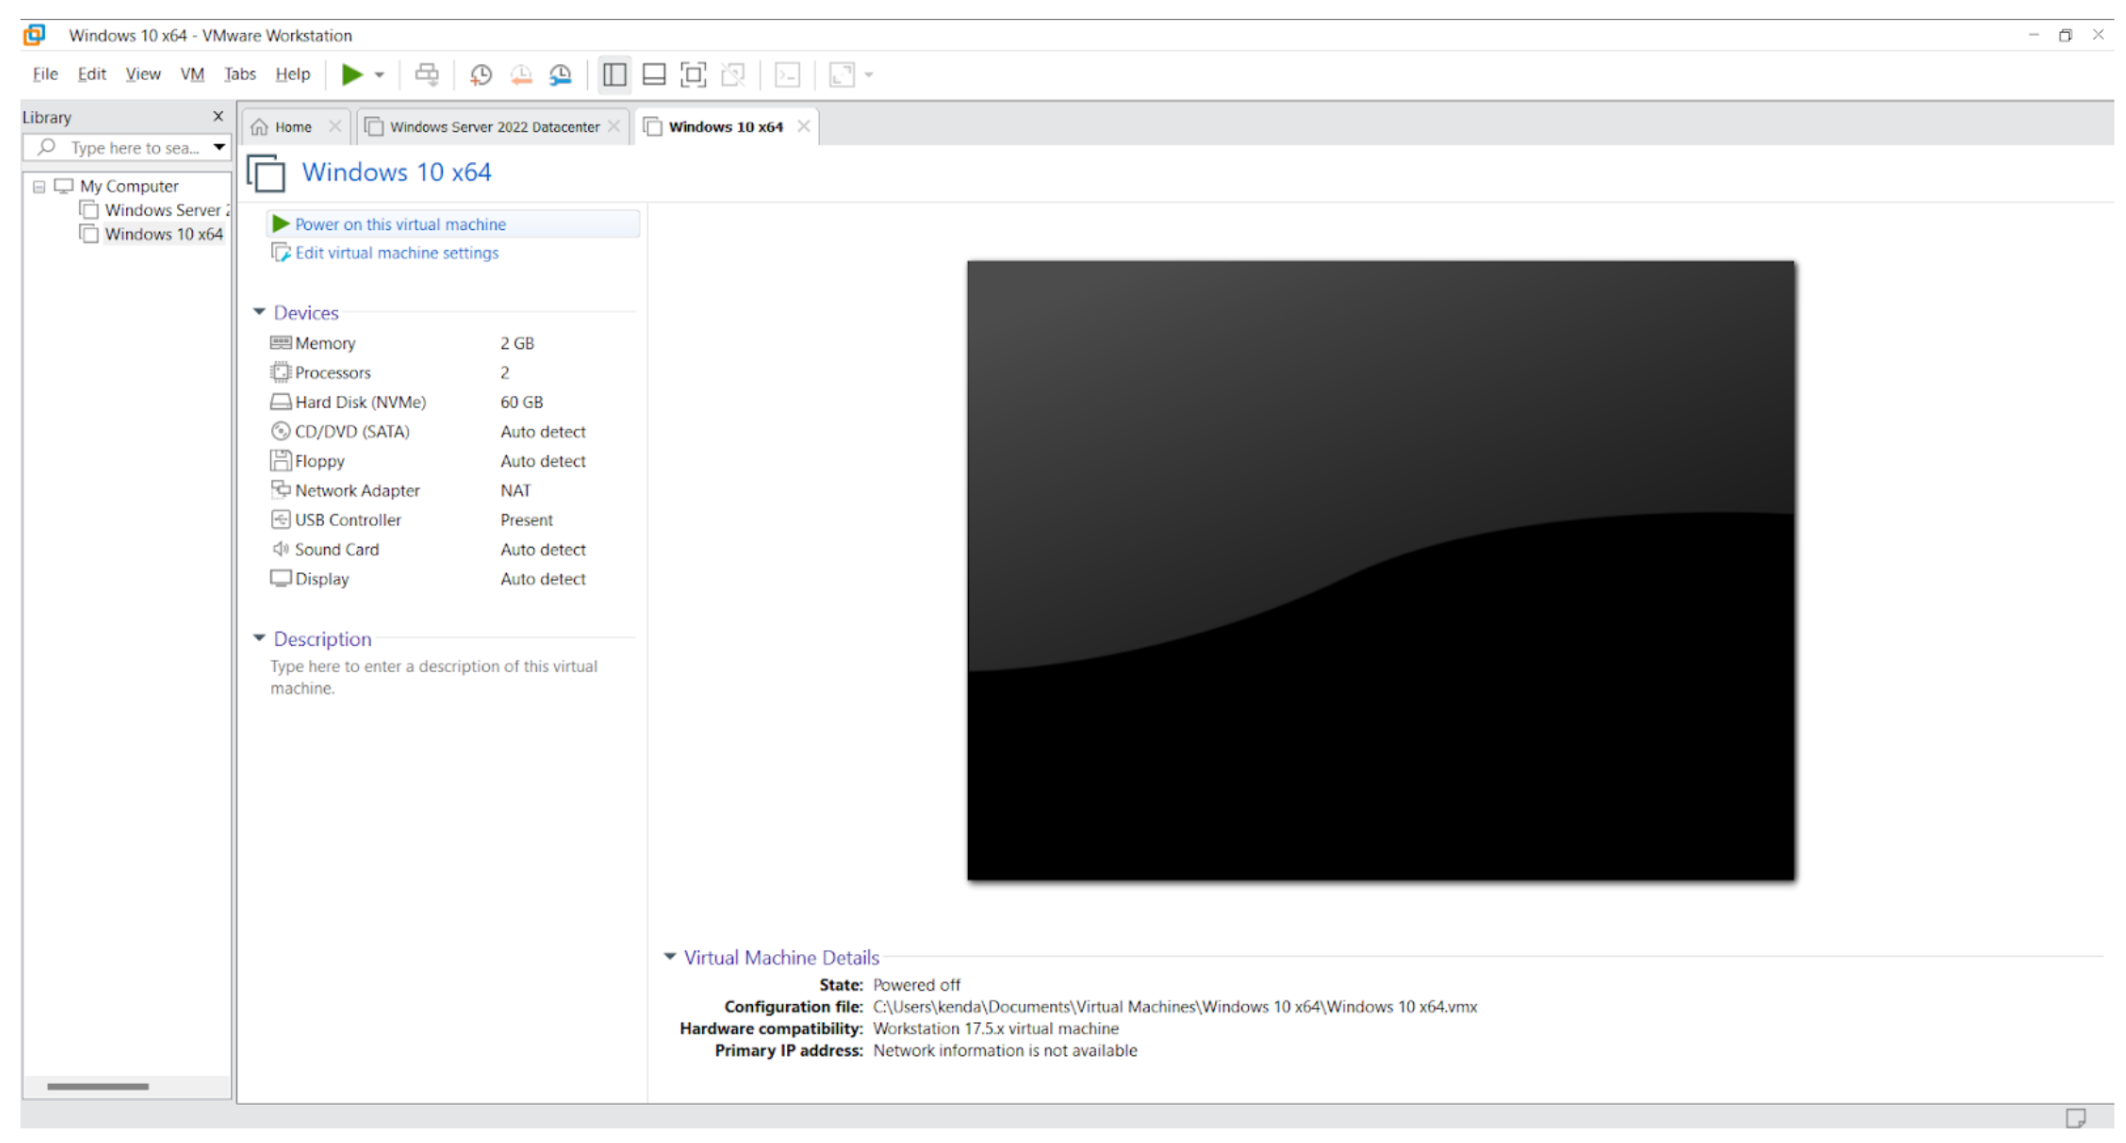 Windows 10 x64 - VMware Workstation
File Edit View VM Tabs Help
Library
Type here to sea...
My Computer
Windows Server 2
Windows 10 x64
Home
Windows Server 2022 Datacenter
Windows 10 x64
Windows 10 x64
Power on this virtual machine
Edit virtual machine settings
Devices
Memory 2 GB
Processors 2
Hard Disk (NVMe) 60 GB
CD/DVD (SATA) Auto detect
Floppy Auto detect
Network Adapter NAT
USB Controller Present
Sound Card Auto detect
Display Auto detect
Description
Type here to enter a description of this virtual
machine.
Virtual Machine Details
State: Powered off
Configuration file: C:\Users\kenda\Documents\Virtual Machines\Windows 10 x64\Windows 10 x64.vmx
Hardware compatibility: Workstation 17.5.x virtual machine
Primary IP address: Network information is not available